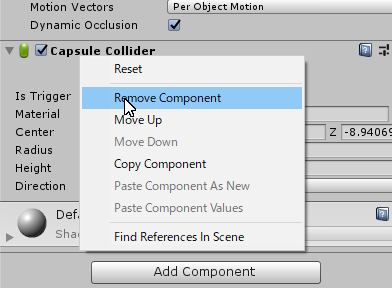 Motion Vectors Per Object Motion
Dynamic Occlusion
Capsule Collider
Reset
Is Trigger
Remove Component
Material
Move Up
Center Z -8.9406
Move Down
Radius
Copy Component
Height
Paste Component As New
Direction
Paste Component Values
Defa
Shad
Find References In Scene
Add Component